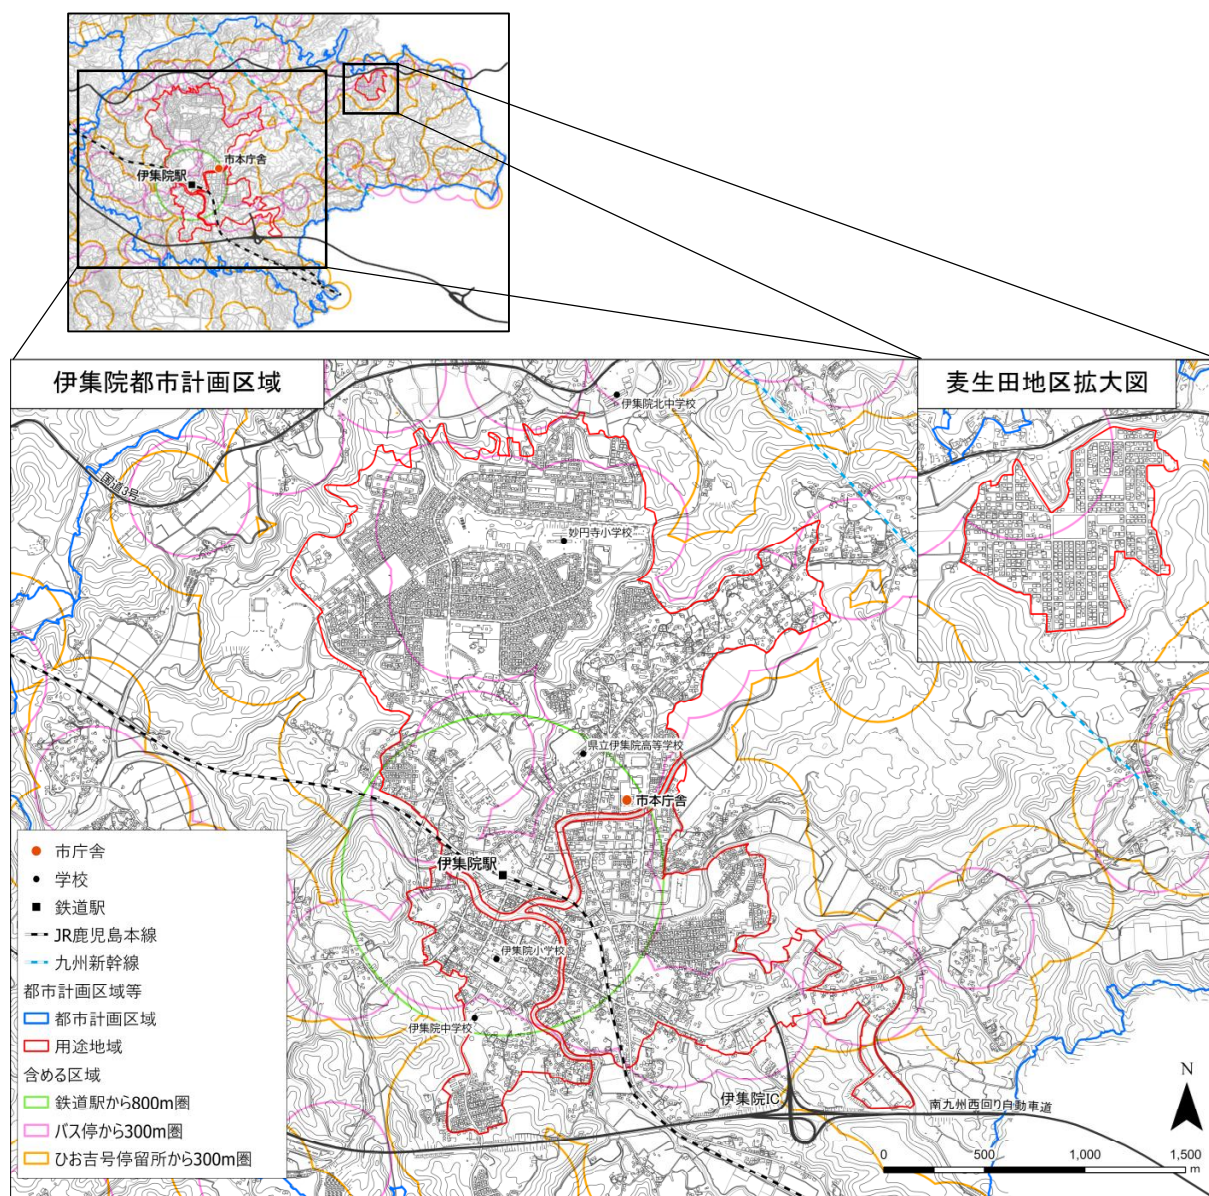 市本庁舎
伊集院駅
伊集院都市計画区域
麦生田地区拡大図
伊集院北中学校
国道3号
妙円寺小学校
県立伊集院高等学校
市本庁舎
伊集院駅
伊集院小学校
伊集院中学校
伊集院IC
南九州西回り自動車道
市庁舎
学校
鉄道駅
JR鹿児島本線
九州新幹線
都市計画区域等
都市計画区域
用途地域
含める区域
鉄道駅から800m圏
バス停から300m圏
ひお吉号停留所から300m圏
N
0 500 1,000 1,500
m